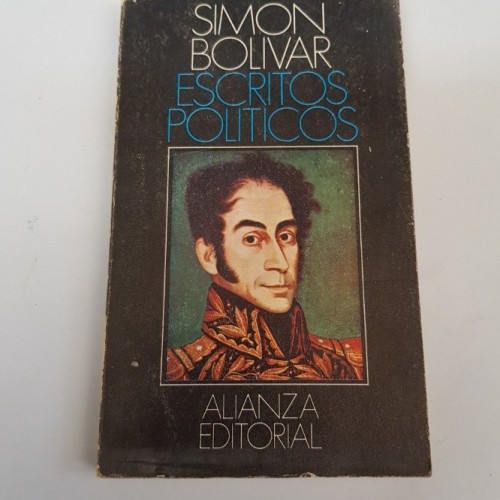 SIMON
BOLIVAR
ESCRITOS
POLITICOS
ALIANZA
EDITORIAL